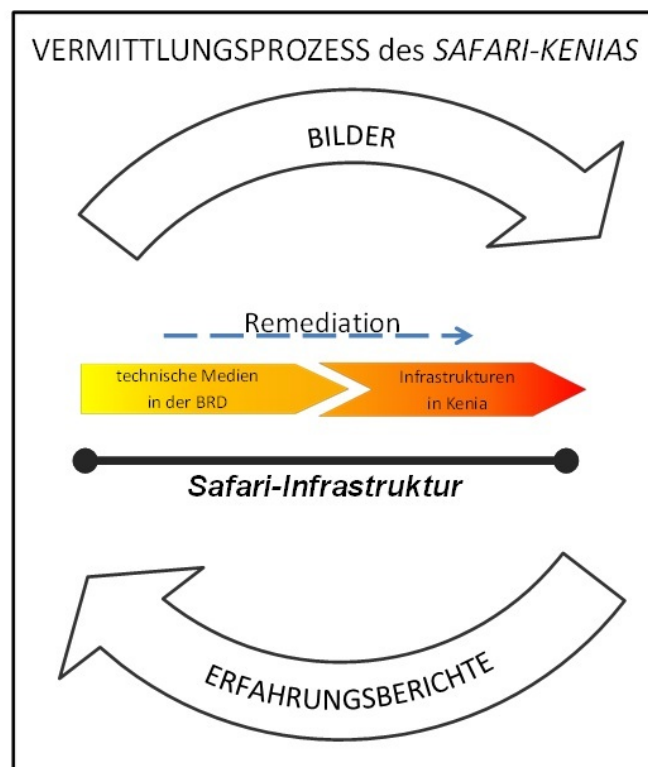 VERMITTLUNGSPROZESS des SAFARI-KENIAS
BILDER
Remediation
technische Medien
in der BRD
Infrastrukturen
in Kenia
Safari-Infrastruktur
ERFAHRUNGSBERICHTE